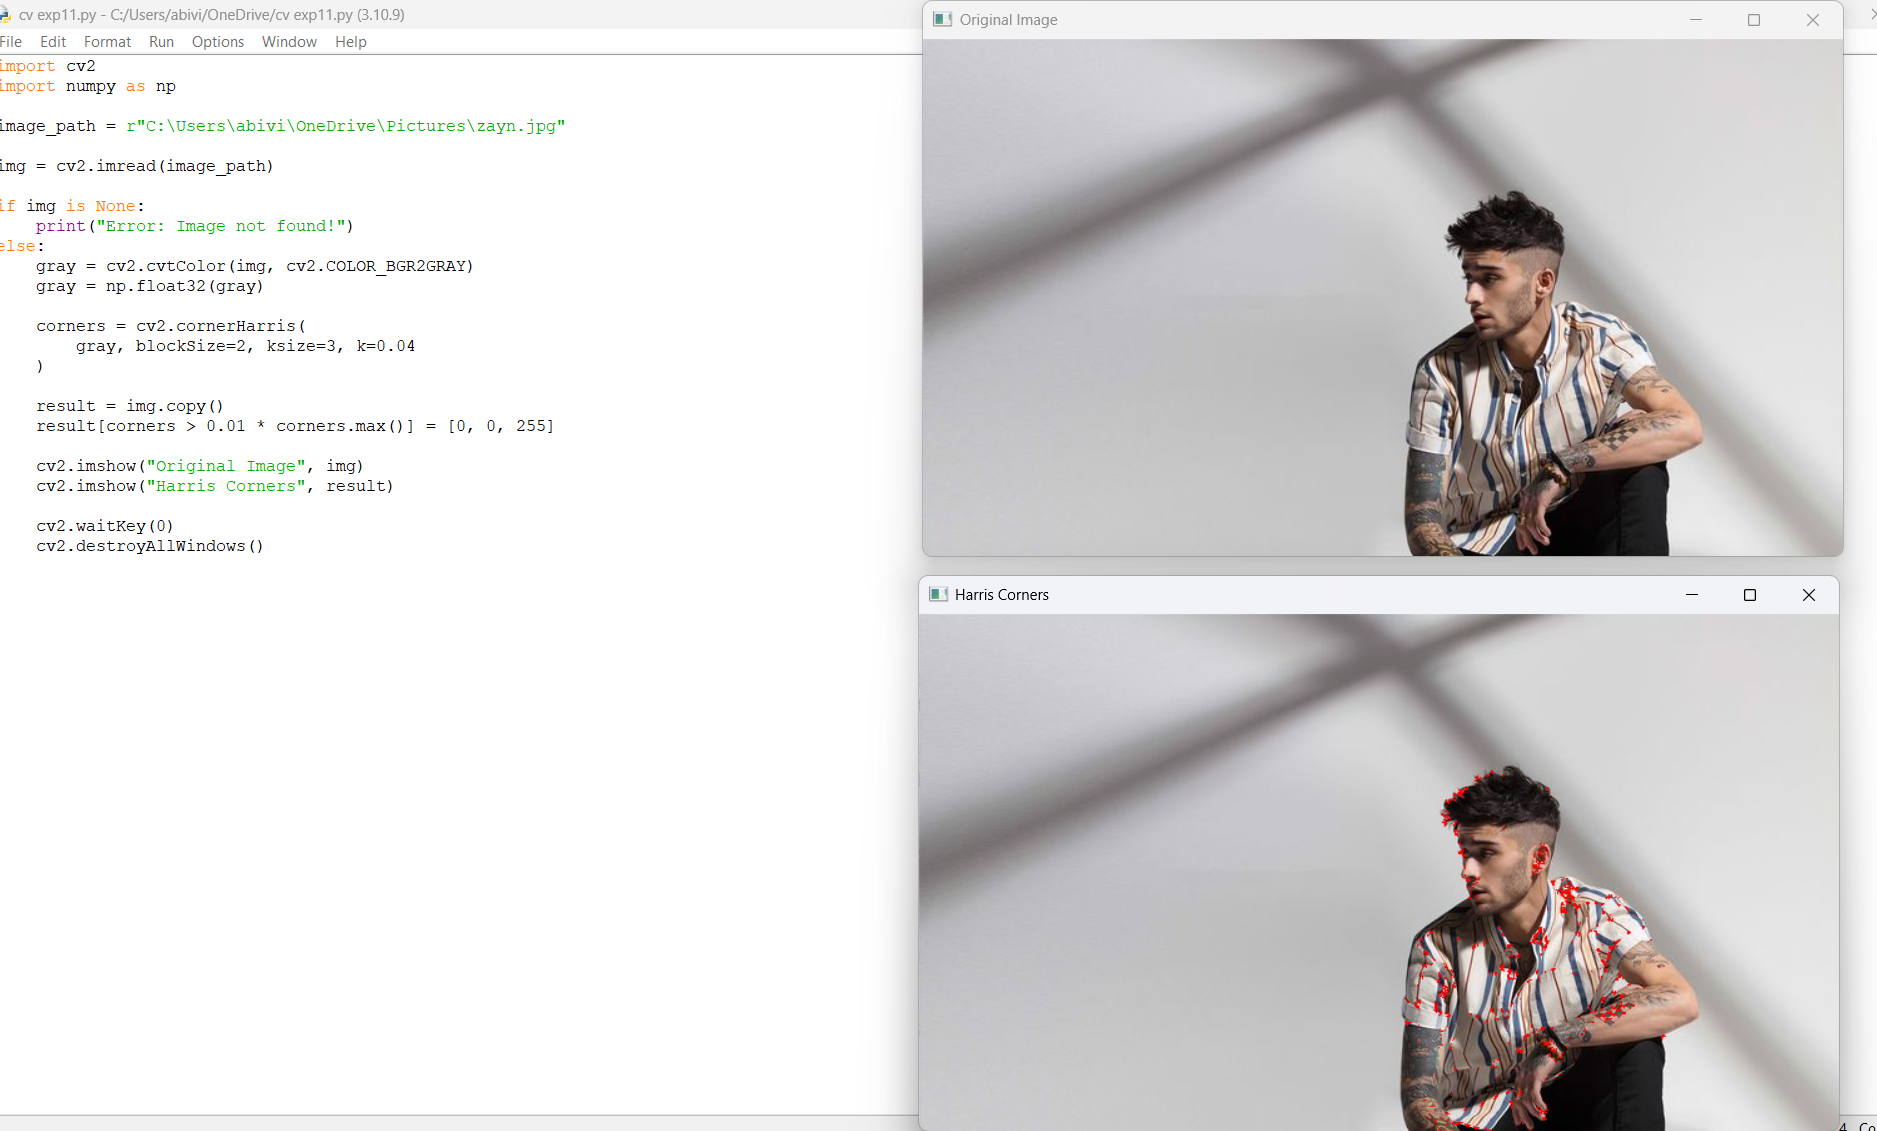 cv exp11.py - C:/Users/abivi/OneDrive/cv exp11.py (3.10.9)
File Edit Format Run Options Window Help
import cv2
import numpy as np
image_path = r"C:\Users\abivi\OneDrive\Pictures\zayn.jpg"
img = cv2.imread(image_path)
if img is None:
    print("Error: Image not found!")
else:
    gray = cv2.cvtColor(img, cv2.COLOR_BGR2GRAY)
    gray = np.float32(gray)
    corners = cv2.cornerHarris(
        gray, blockSize=2, ksize=3, k=0.04
    )
    result = img.copy()
    result[corners > 0.01 * corners.max()] = [0, 0, 255]
    cv2.imshow("Original Image", img)
    cv2.imshow("Harris Corners", result)
    cv2.waitKey(0)
    cv2.destroyAllWindows()
Original Image
Harris Corners
4 Co